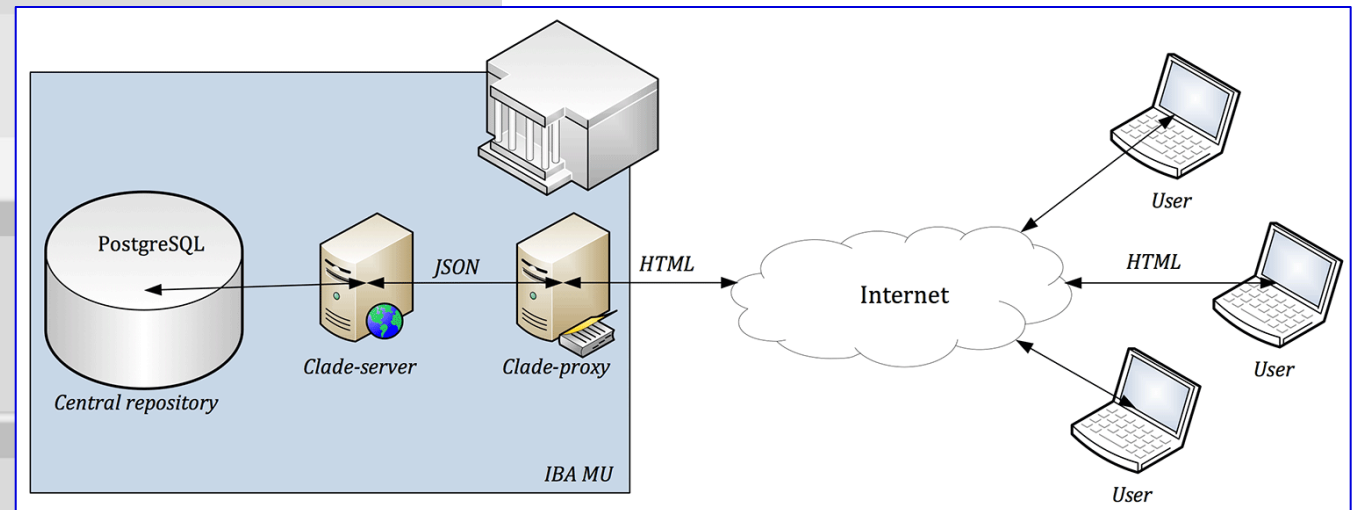 PostgreSQL
Central repository
Clade-server
JSON
Clade-proxy
HTML
IBA MU
Internet
HTML
User
User
User